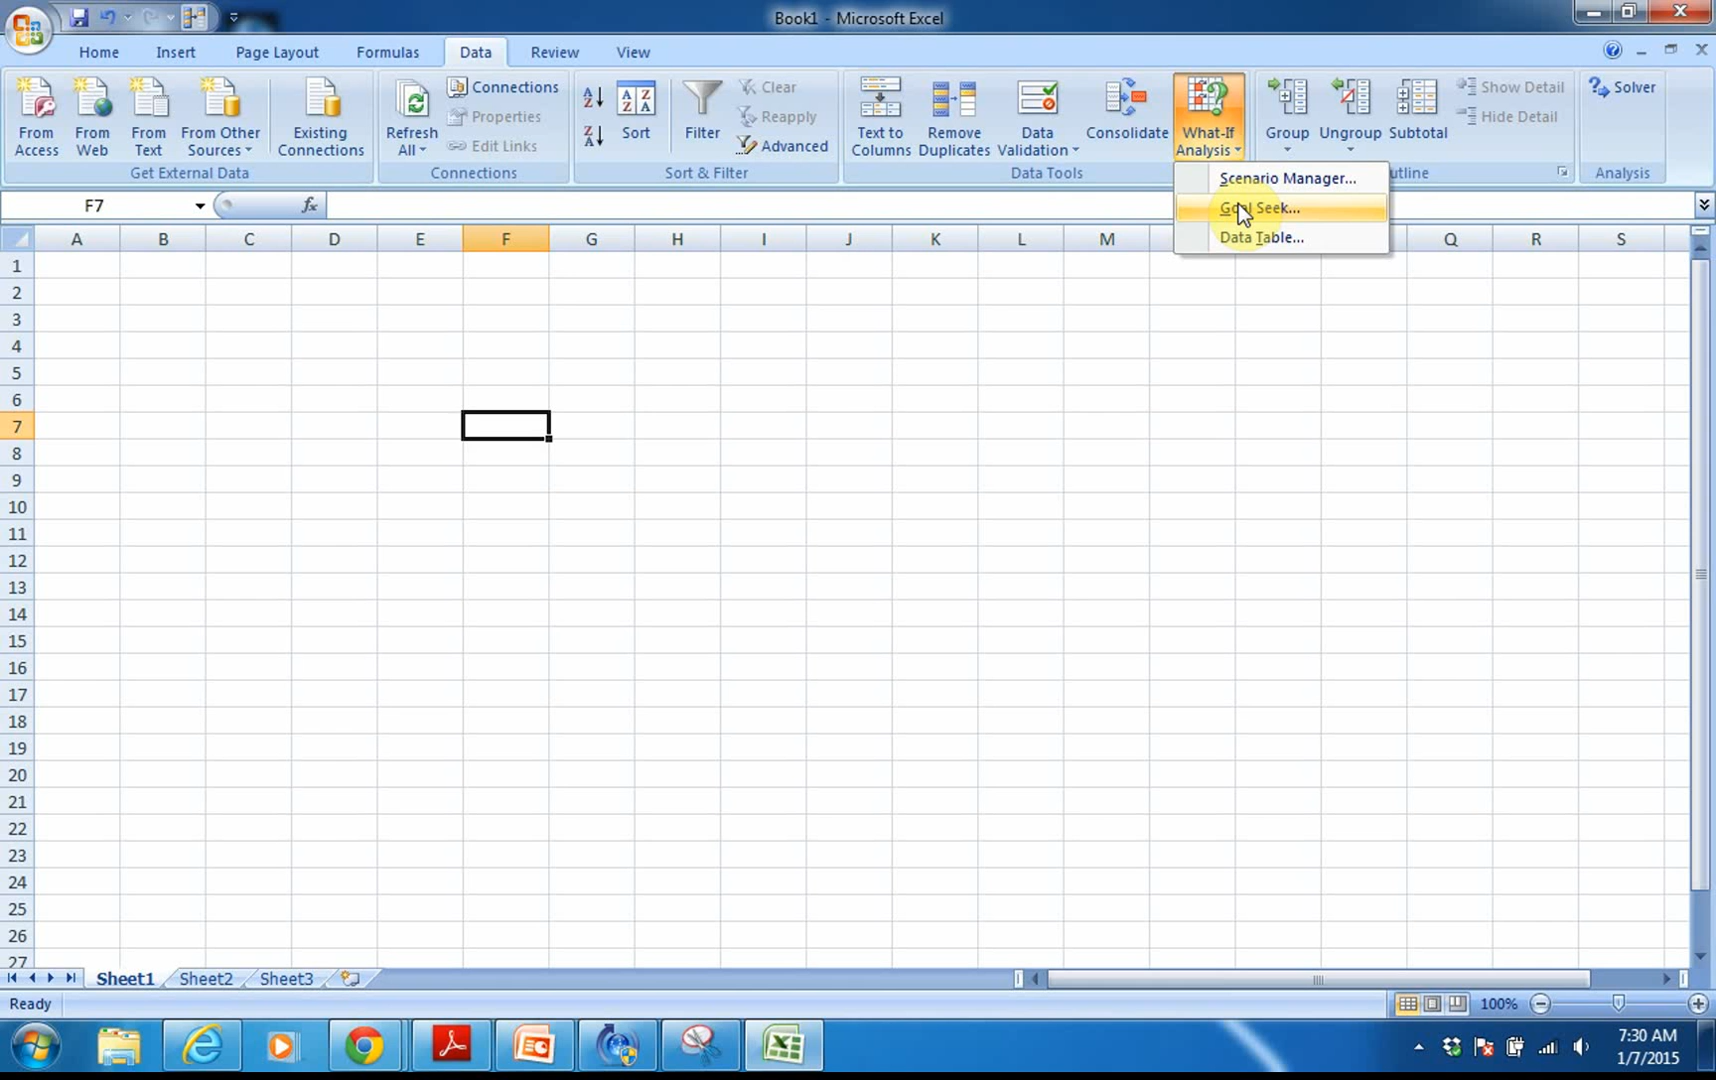 Book1 - Microsoft Excel
Home Insert Page Layout Formulas Data Review View
From Access
From Web
From Text
From Other Sources
Existing Connections
Get External Data
Refresh All
Connections
Properties
Edit Links
Connections
Sort
Filter
Clear
Reapply
Advanced
Sort & Filter
Text to Columns
Remove Duplicates
Data Validation
Consolidate
What-If Analysis
Data Tools
Group
Ungroup
Subtotal
Show Detail
Hide Detail
utline
Solver
Analysis
Scenario Manager...
Goal Seek...
Data Table...
F7 fx
A B C D E F G H I J K L M Q R S
1
2
3
4
5
6
7
8
9
10
11
12
13
14
15
16
17
18
19
20
21
22
23
24
25
26
27
Sheet1 Sheet2 Sheet3
Ready 100%
7:30 AM
1/7/2015